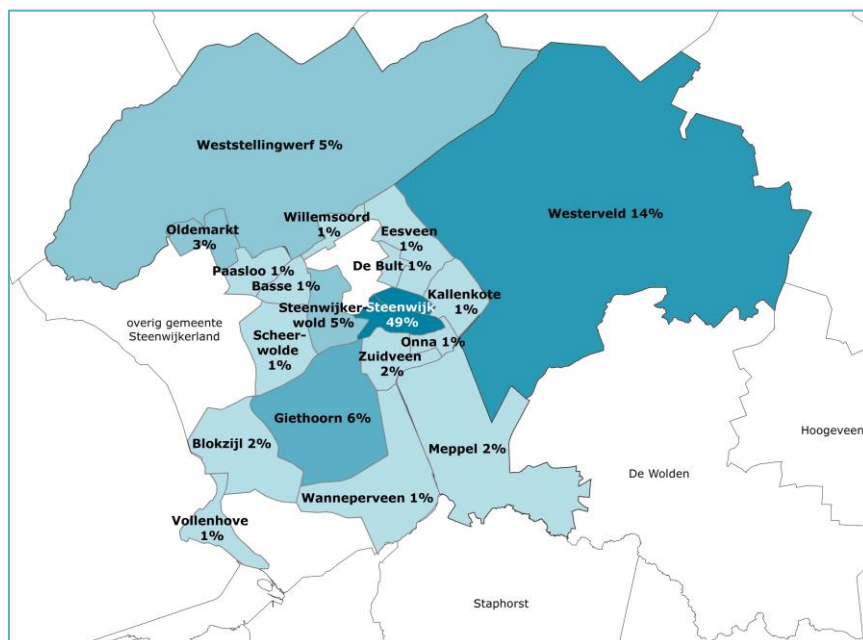 Weststellingwerf 5%
Westerveld 14%
Willemsoord
1%
Oldemarkt
3%
Eesveen
1%
De Bult 1%
Paasloo 1%
Basse 1%
Kallenkote
1%
Steenwijker-
wold 5%
Steenwijk
49%
overig gemeente
Steenwijkerland
Scheer-
wolde
1%
Onna 1%
Zuidveen
2%
Giethoorn 6%
Hoogeveen
Blokzijl 2%
Meppel 2%
De Wolden
Wanneperveen 1%
Vollenhove
1%
Staphorst